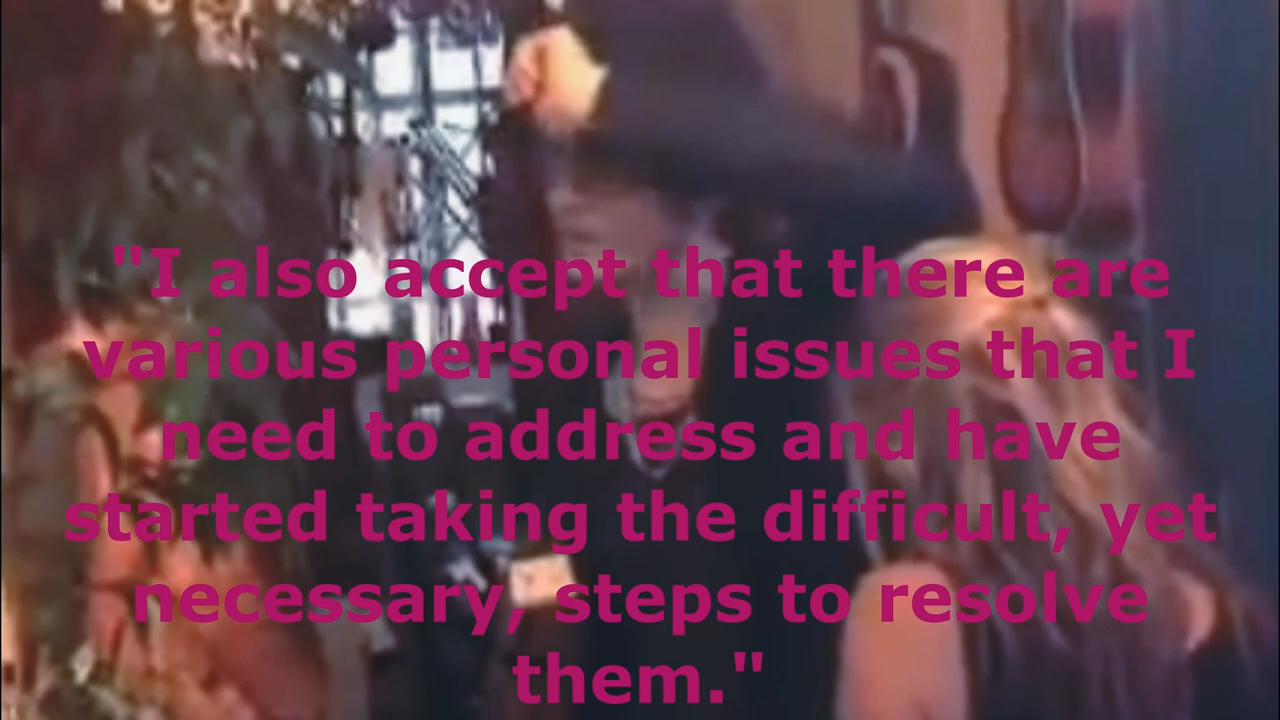 "I also accept that there are
various personal issues that I
need to address and have
started taking the difficult, yet
necessary, steps to resolve
them."